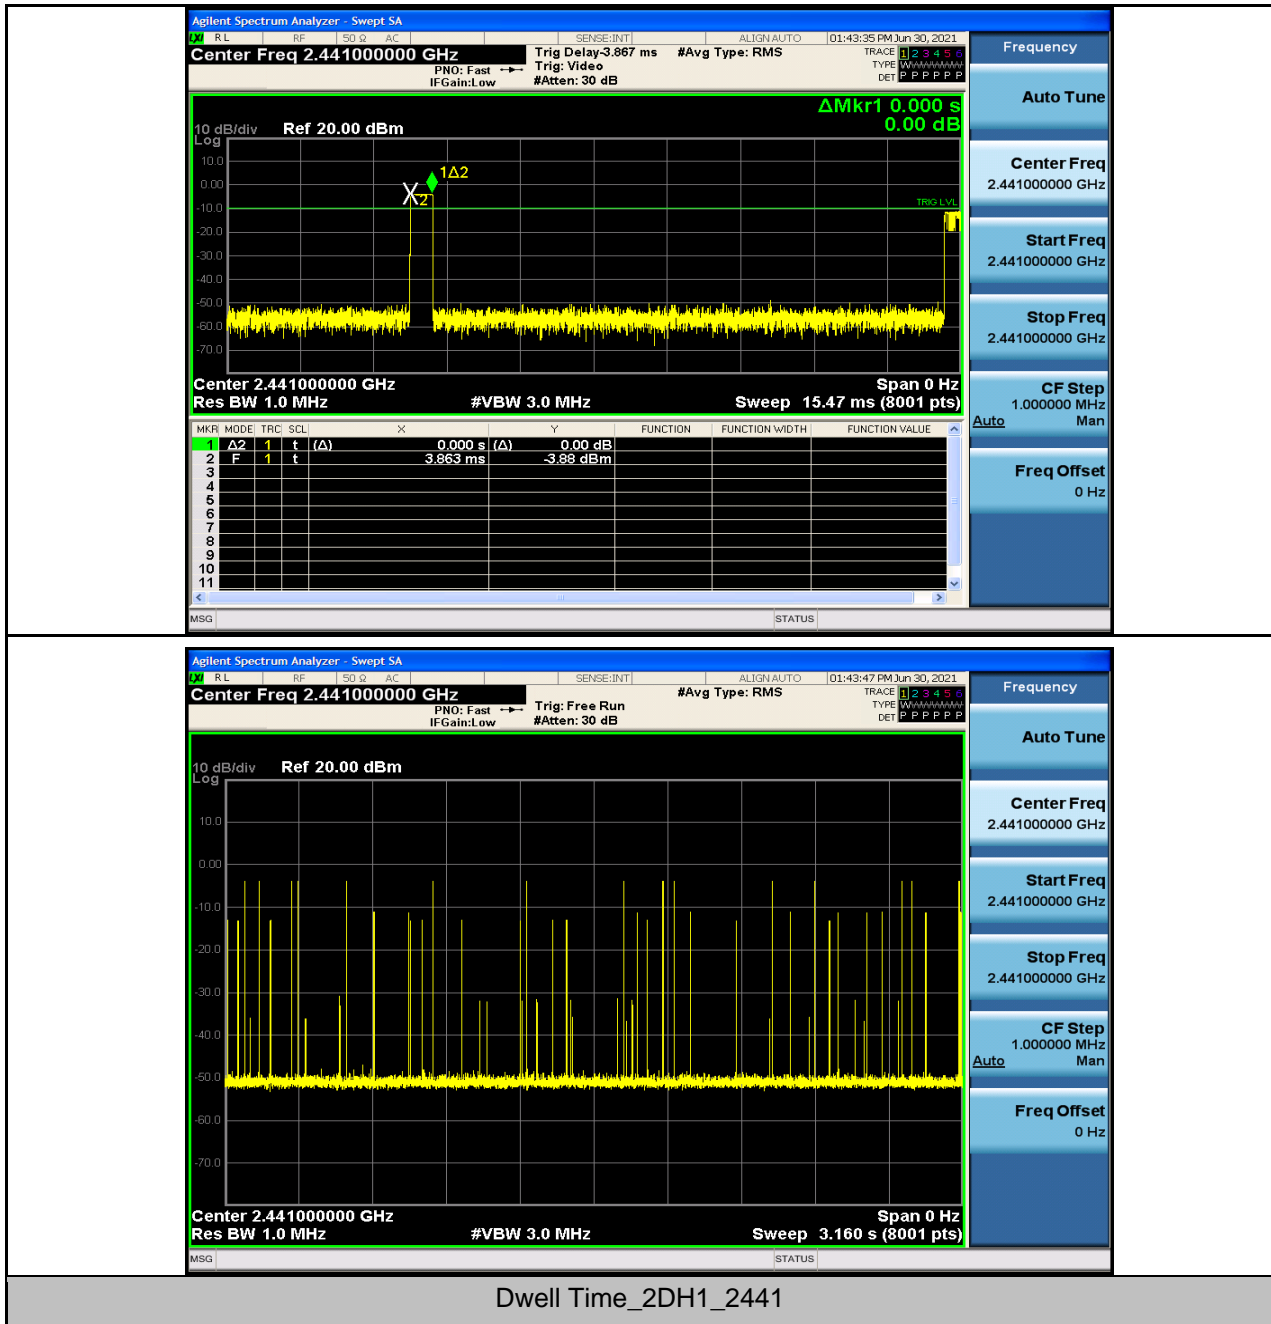 Agilent Spectrum Analyzer - Swept SA
LXI RL RF 50 Ω AC SENSE:INT ALIGN AUTO 01:43:35 PM Jun 30, 2021
Center Freq 2.441000000 GHz
PNO: Fast
IFGain:Low
Trig Delay-3.867 ms
Trig: Video
#Atten: 30 dB
#Avg Type: RMS
TRACE 1 2 3 4 5 6
TYPE W
DET P P P P P P
ΔMkr1 0.000 s
0.00 dB
10 dB/div Ref 20.00 dBm
Log
10.0
1Δ2
0.00
2
TRIG LVL
-10.0
-20.0
-30.0
-40.0
-50.0
-60.0
-70.0
Center 2.441000000 GHz Span 0 Hz
Res BW 1.0 MHz #VBW 3.0 MHz Sweep 15.47 ms (8001 pts)
MKR MODE TRC SCL X Y FUNCTION FUNCTION WIDTH FUNCTION VALUE
1 Δ2 1 t (Δ) 0.000 s (Δ) 0.00 dB
2 F 1 t 3.863 ms -3.88 dBm
3
4
5
6
7
8
9
10
11
MSG STATUS
Frequency
Auto Tune
Center Freq
2.441000000 GHz
Start Freq
2.441000000 GHz
Stop Freq
2.441000000 GHz
CF Step
1.000000 MHz
Auto Man
Freq Offset
0 Hz
Agilent Spectrum Analyzer - Swept SA
LXI RL RF 50 Ω AC SENSE:INT ALIGN AUTO 01:43:47 PM Jun 30, 2021
Center Freq 2.441000000 GHz
PNO: Fast
IFGain:Low
Trig: Free Run
#Atten: 30 dB
#Avg Type: RMS
TRACE 1 2 3 4 5 6
TYPE W
DET P P P P P P
10 dB/div Ref 20.00 dBm
Log
10.0
0.00
-10.0
-20.0
-30.0
-40.0
-50.0
-60.0
-70.0
Center 2.441000000 GHz Span 0 Hz
Res BW 1.0 MHz #VBW 3.0 MHz Sweep 3.160 s (8001 pts)
MSG STATUS
Frequency
Auto Tune
Center Freq
2.441000000 GHz
Start Freq
2.441000000 GHz
Stop Freq
2.441000000 GHz
CF Step
1.000000 MHz
Auto Man
Freq Offset
0 Hz
Dwell Time_2DH1_2441